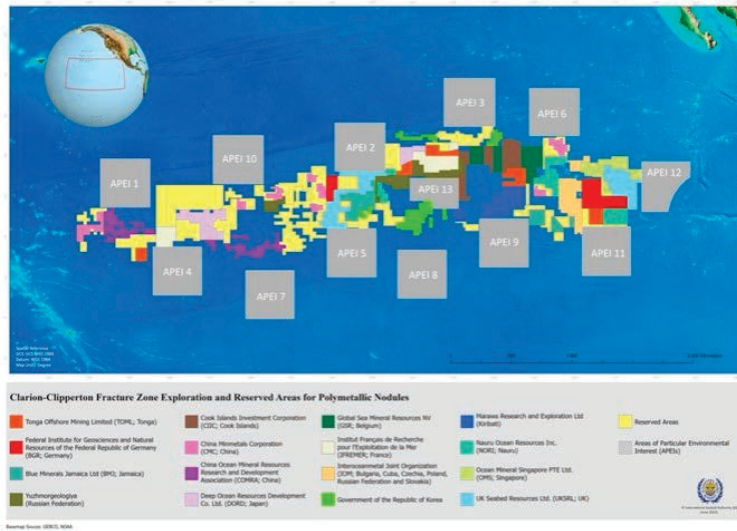 APEI 3
APEI 6
APEI 2
APEI 10
APEI 1
APEI 12
APEI 13
APEI 9
APEI 5
APEI 11
APEI 4
APEI 8
APEI 7
Clarion-Clipperton Fracture Zone Exploration and Reserved Areas for Polymetallic Nodules
Tonga Offshore Mining Limited (TOML; Tonga)
Federal Institute for Geosciences and Natural
Resources of the Federal Republic of Germany
(BGR; Germany)
Blue Minerals Jamaica Ltd (BMJ; Jamaica)
Yuzhmorgeologiya
(Russian Federation)
Cook Islands Investment Corporation
(CIIC; Cook Islands)
China Minmetals Corporation
(CMC; China)
China Ocean Mineral Resources
Research and Development
Association (COMRA; China)
Deep Ocean Resources Development
Co. Ltd. (DORD; Japan)
Global Sea Mineral Resources NV
(GSR; Belgium)
Institut Français de Recherche
pour l'Exploitation de la Mer
(IFREMER; France)
Interoceanmetal Joint Organization
(IOM; Bulgaria, Cuba, Czechia, Poland,
Russian Federation and Slovakia)
Government of the Republic of Korea
Marawa Research and Exploration Ltd
(Kiribati)
Nauru Ocean Resources Inc.
(NORI; Nauru)
Ocean Mineral Singapore PTE Ltd.
(OMS; Singapore)
UK Seabed Resources Ltd. (UKSRL; UK)
Reserved Areas
Areas of Particular Environmental
Interest (APEIs)